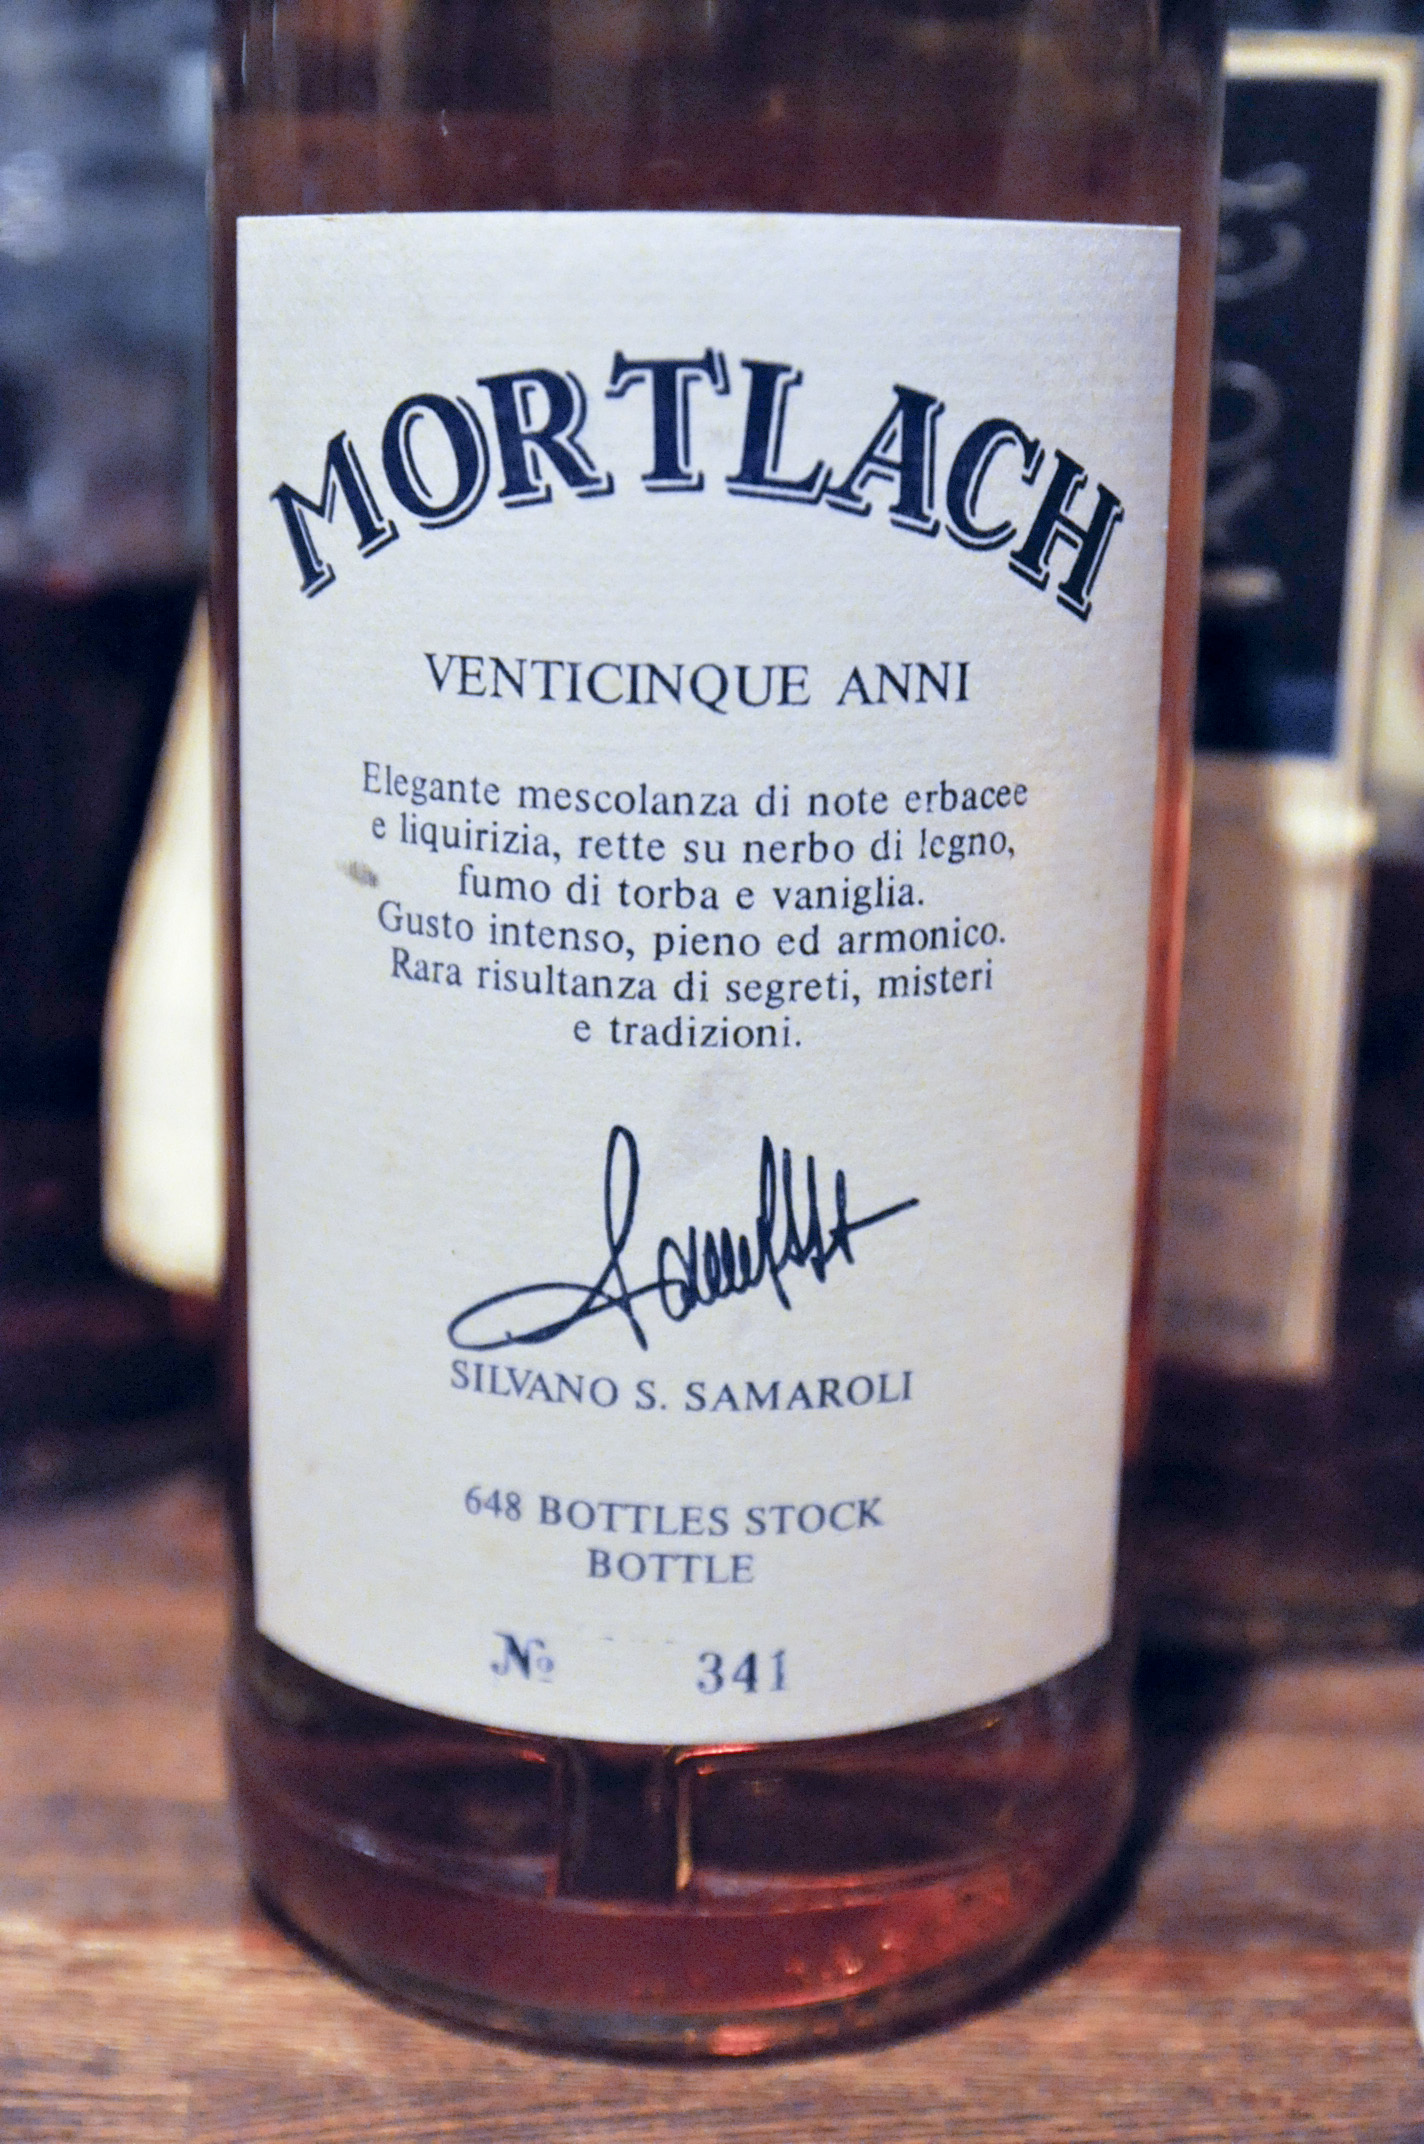 MORTLACH
VENTICINQUE ANNI
Elegante mescolanza di note erbacee
e liquirizia, rette su nerbo di legno,
fumo di torba e vaniglia.
Gusto intenso, pieno ed armonico.
Rara risultanza di segreti, misteri
e tradizioni.
SILVANO S. SAMAROLI
648 BOTTLES STOCK
BOTTLE
№ 341